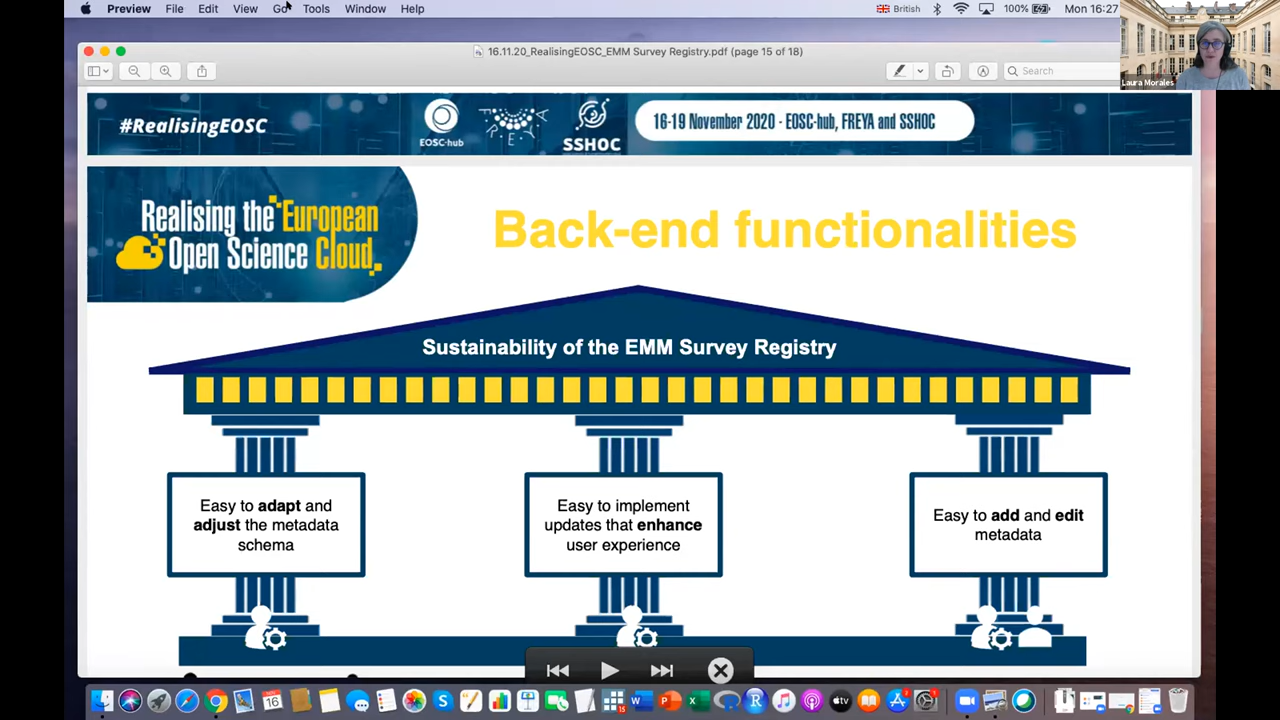 Preview File Edit View Go Tools Window Help
British
100%
Mon 16:27
16.11.20_RealisingEOSC_EMM Survey Registry.pdf (page 15 of 18)
Search
Laura Morales
#RealisingEOSC
EOSC-hub
FREYA
SSHOC
16-19 November 2020 - EOSC-hub, FREYA and SSHOC
Realising the European
Open Science Cloud
Back-end functionalities
Sustainability of the EMM Survey Registry
Easy to adapt and
adjust the metadata
schema
Easy to implement
updates that enhance
user experience
Easy to add and edit
metadata
16
15
tv